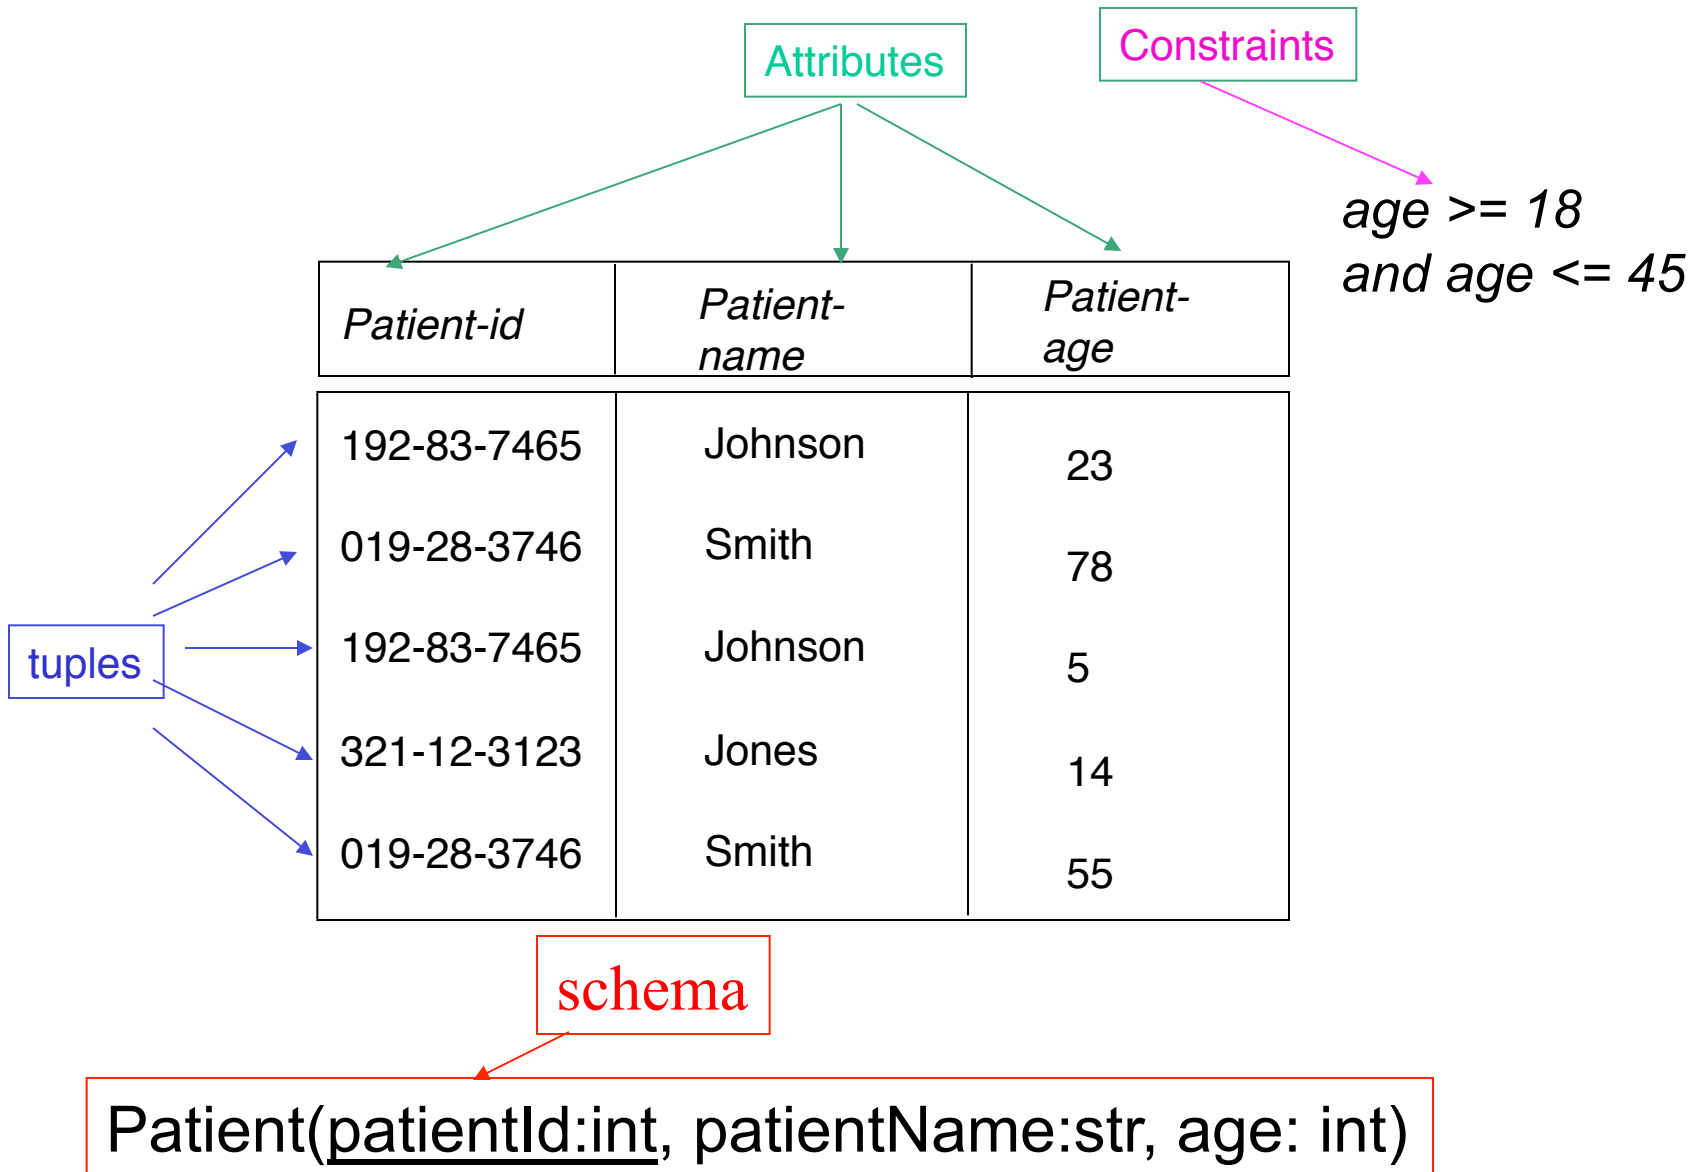 Attributes
Constraints
age >= 18
and age <= 45
Patient-id
Patient-
name
Patient-
age
192-83-7465 Johnson 23
019-28-3746 Smith 78
192-83-7465 Johnson 5
321-12-3123 Jones 14
019-28-3746 Smith 55
tuples
schema
Patient(patientId:int, patientName:str, age: int)